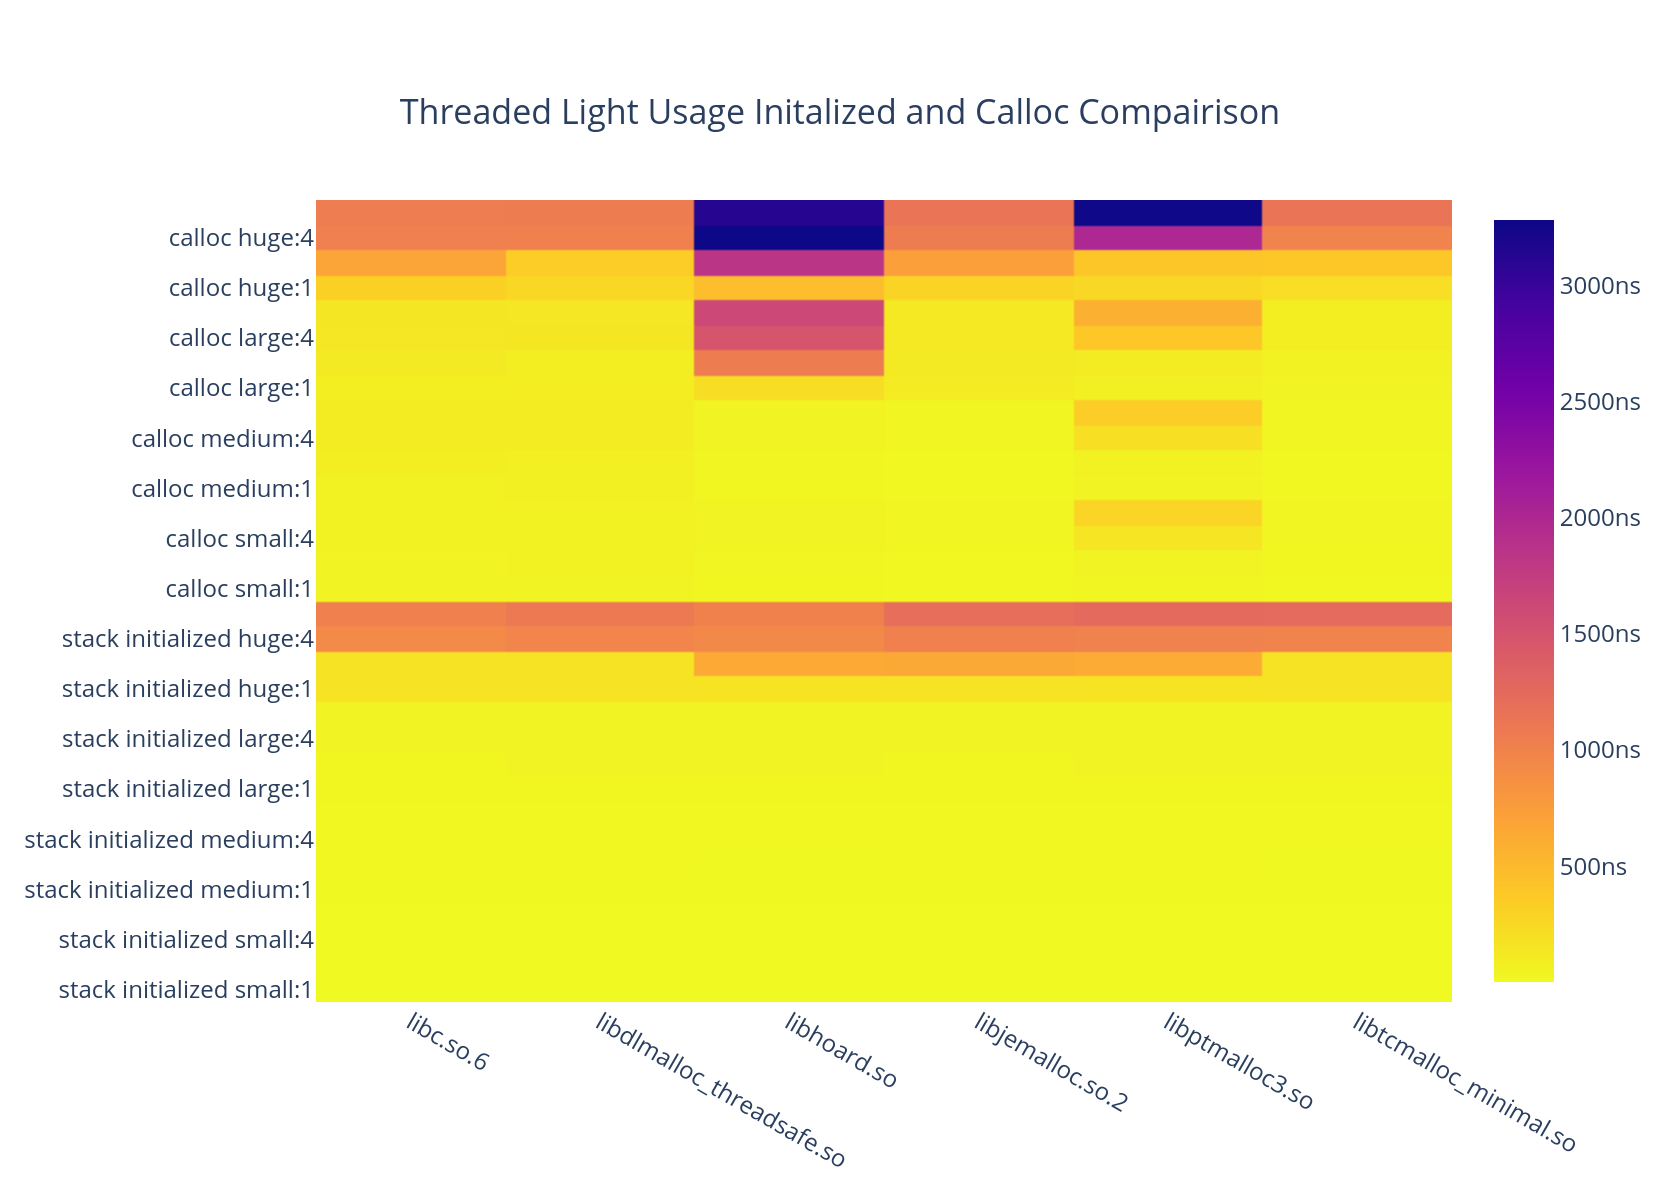 Threaded Light Usage Initalized and Calloc Compairison
calloc huge:4
calloc huge:1
calloc large:4
calloc large:1
calloc medium:4
calloc medium:1
calloc small:4
calloc small:1
stack initialized huge:4
stack initialized huge:1
stack initialized large:4
stack initialized large:1
stack initialized medium:4
stack initialized medium:1
stack initialized small:4
stack initialized small:1
libc.so.6
libdlmalloc_threadsafe.so
libhoard.so
libjemalloc.so.2
libptmalloc3.so
libtcmalloc_minimal.so
3000ns
2500ns
2000ns
1500ns
1000ns
500ns